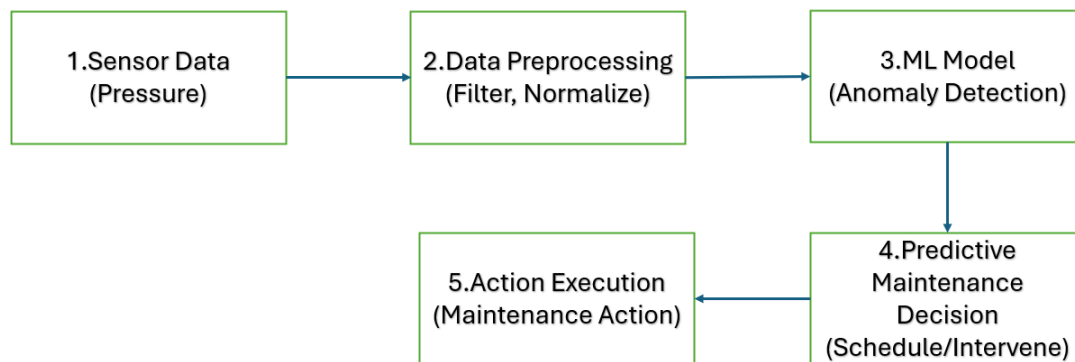 1.Sensor Data
(Pressure)
2.Data Preprocessing
(Filter, Normalize)
3.ML Model
(Anomaly Detection)
4.Predictive
Maintenance
Decision
(Schedule/Intervene)
5.Action Execution
(Maintenance Action)